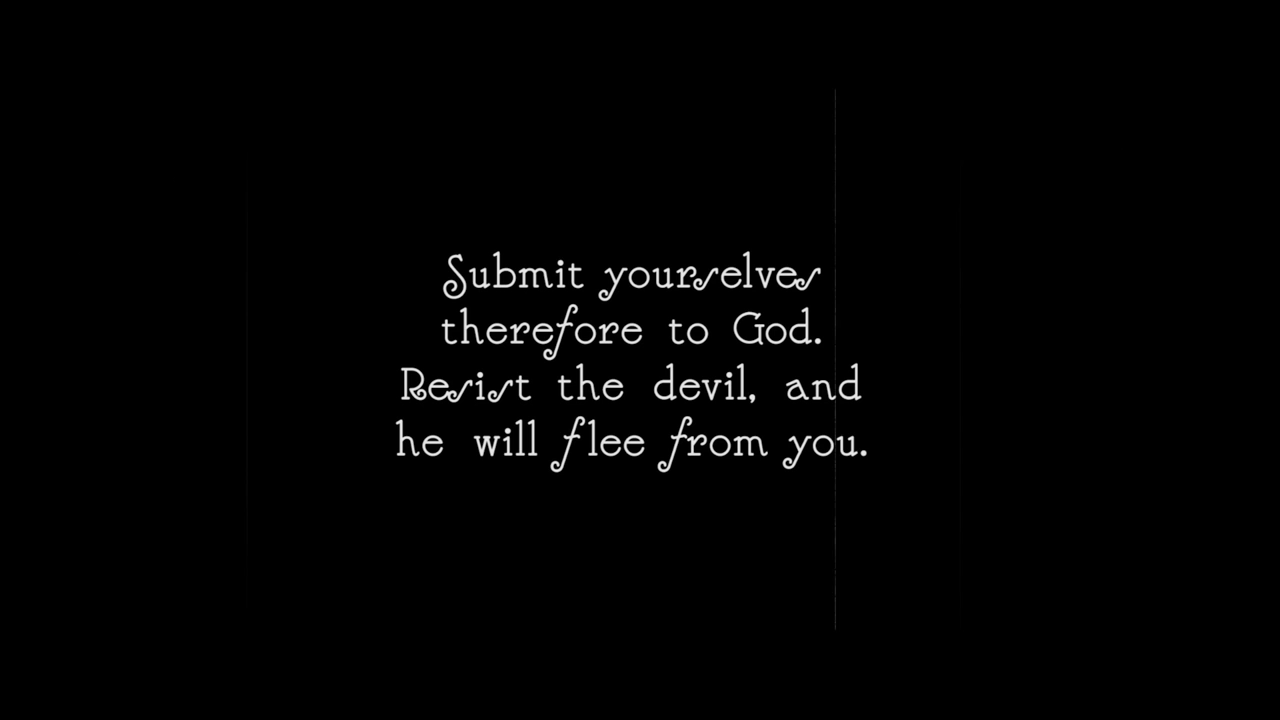 Submit yourselves
therefore to God.
Resist the devil, and
he will flee from you.